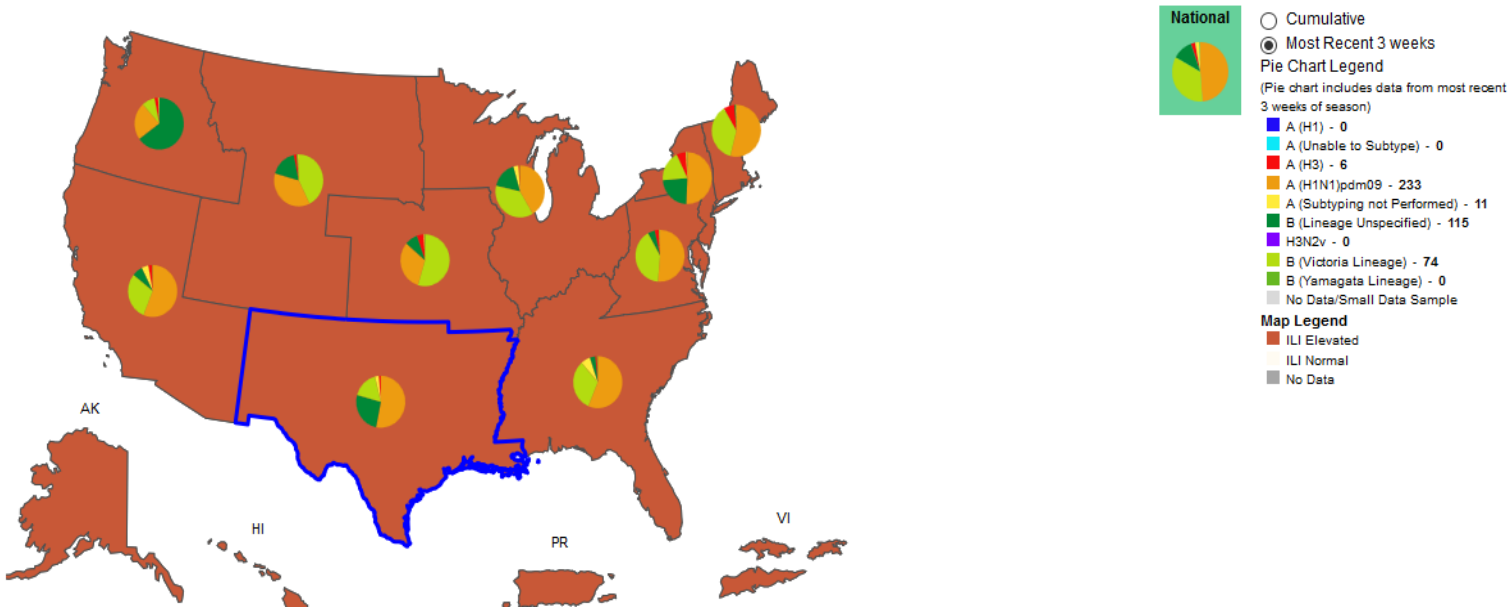 National
Cumulative
Most Recent 3 weeks
Pie Chart Legend
(Pie chart includes data from most recent
3 weeks of season)
A (H1) - 0
A (Unable to Subtype) - 0
A (H3) - 6
A (H1N1)pdm09 - 233
A (Subtyping not Performed) - 11
B (Lineage Unspecified) - 115
H3N2v - 0
B (Victoria Lineage) - 74
B (Yamagata Lineage) - 0
No Data/Small Data Sample
Map Legend
ILI Elevated
ILI Normal
No Data
AK
HI
PR
VI